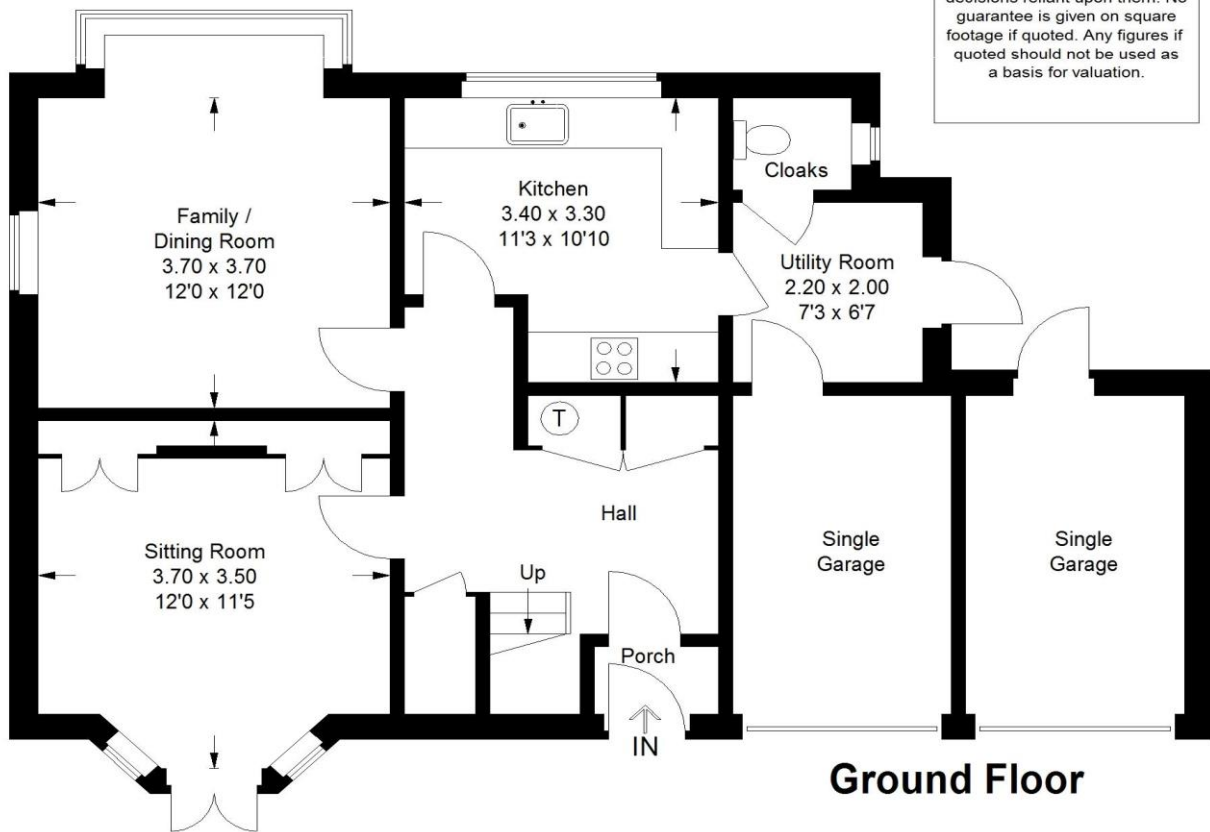 decisions reliant upon them. No
guarantee is given on square
footage if quoted. Any figures if
quoted should not be used as
a basis for valuation.
Family /
Dining Room
3.70 x 3.70
12'0 x 12'0
Kitchen
3.40 x 3.30
11'3 x 10'10
Cloaks
Utility Room
2.20 x 2.00
7'3 x 6'7
T
Hall
Sitting Room
3.70 x 3.50
12'0 x 11'5
Up
Porch
IN
Single
Garage
Single
Garage
Ground Floor